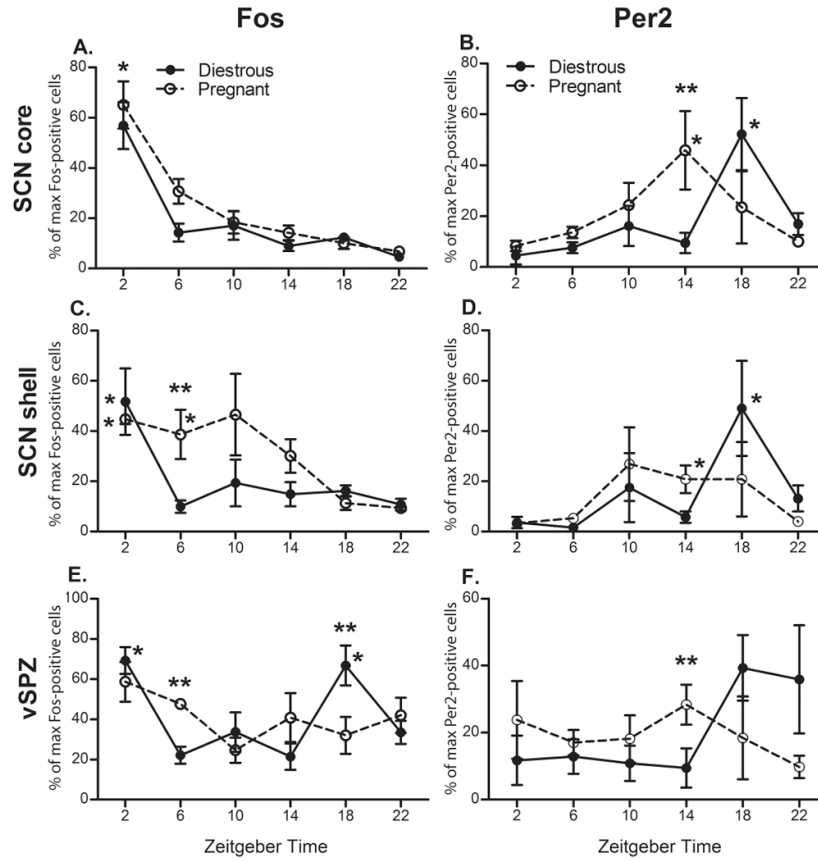 Fos
Per2
A.
B.
SCN core
% of max Fos-positive cells
80
60
40
20
0
*
Diestrous
Pregnant
2 6 10 14 18 22
% of max Per2-positive cells
80
60
40
20
0
Diestrous
Pregnant
**
*
*
2 6 10 14 18 22
C.
D.
SCN shell
% of max Fos-positive cells
80
60
40
20
0
*
*
**
*
2 6 10 14 18 22
% of max Per2-positive cells
80
60
40
20
0
*
*
2 6 10 14 18 22
E.
F.
vSPZ
% of max Fos-positive cells
100
80
60
40
20
0
*
**
**
*
2 6 10 14 18 22
Zeitgeber Time
% of max Per2-positive cells
60
40
20
0
**
2 6 10 14 18 22
Zeitgeber Time